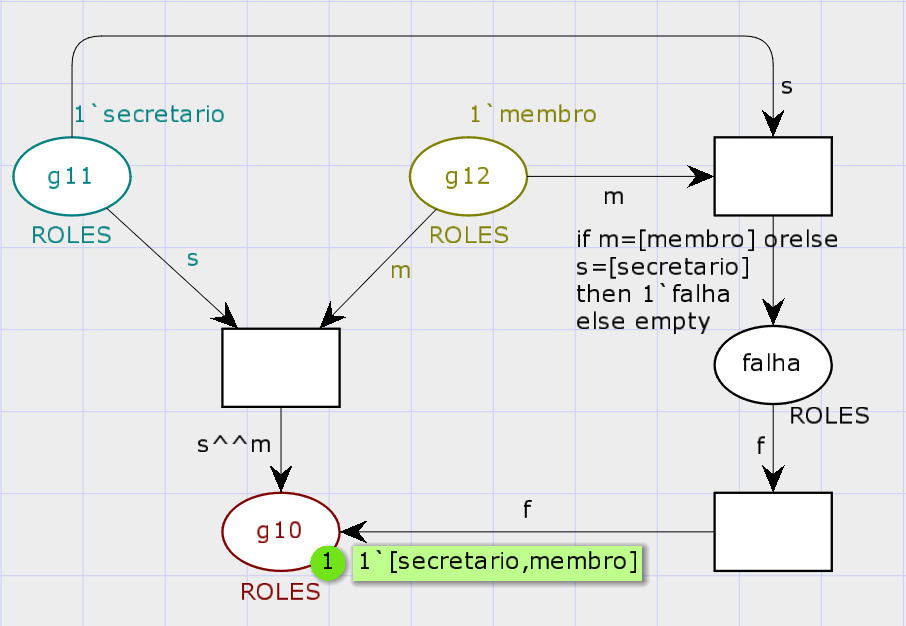 s
1`secretario
1`membro
g11
g12
m
ROLES
ROLES
if m=[membro] orelse
s=[secretario]
then 1`falha
else empty
s
m
falha
ROLES
s^^m
f
f
g10
1
1`[secretario,membro]
ROLES